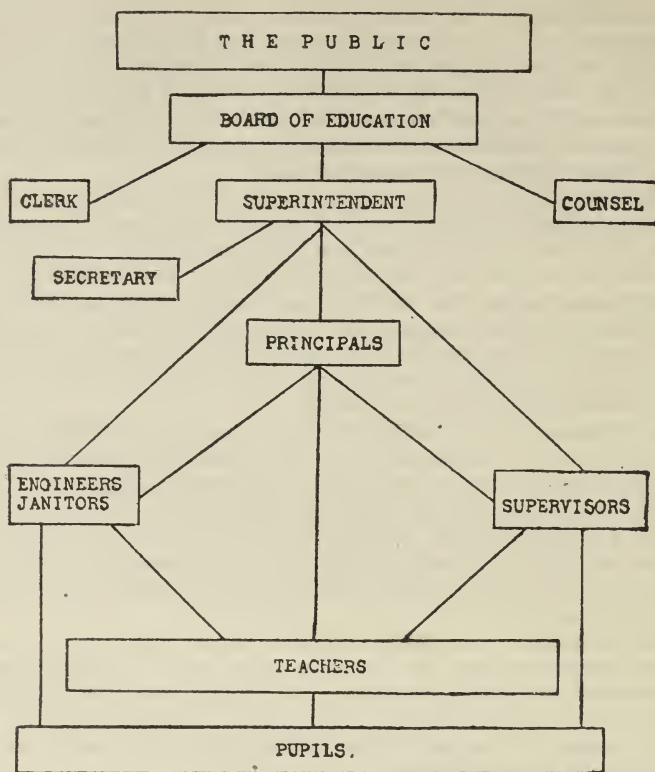 THE PUBLIC
BOARD OF EDUCATION
CLERK
SUPERINTENDENT
COUNSEL
SECRETARY
PRINCIPALS
ENGINEERS
JANITORS
SUPERVISORS
TEACHERS
PUPILS.